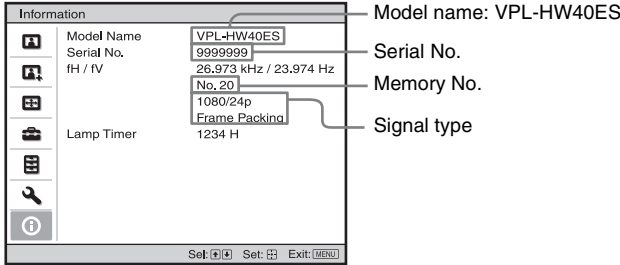 Information
Model Name VPL-HW40ES
Serial No. 9999999
fH / fV 26.973 kHz / 23.974 Hz
No. 20
1080/24p
Frame Packing
Lamp Timer 1234 H
Sel: Set: Exit: MENU
Model name: VPL-HW40ES
Serial No.
Memory No.
Signal type